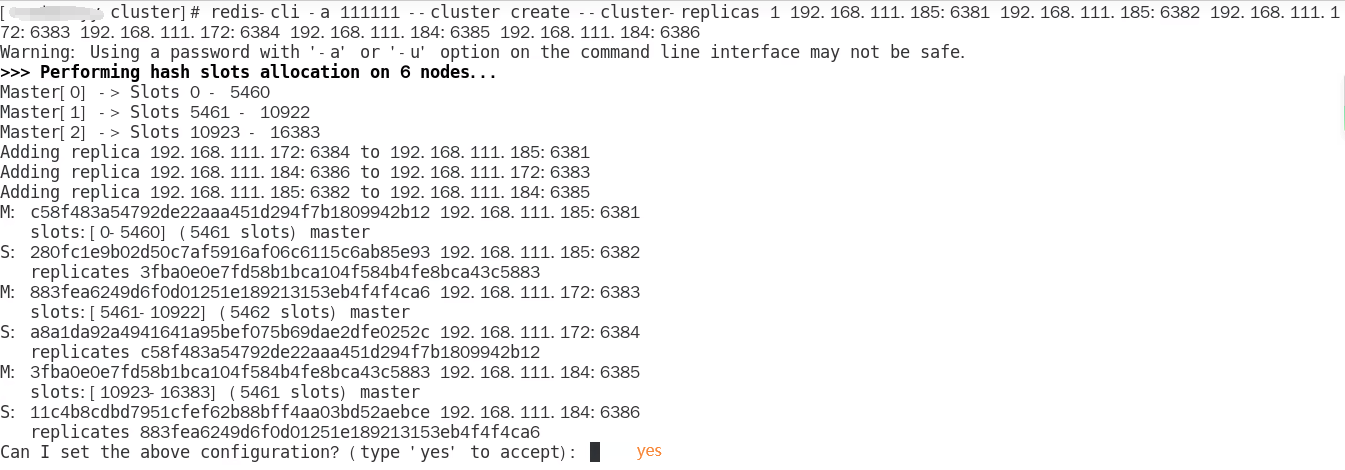 cluster]# redis-cli -a 111111 --cluster create --cluster-replicas 1 192.168.111.185:6381 192.168.111.185:6382 192.168.111.1
72:6383 192.168.111.172:6384 192.168.111.184:6385 192.168.111.184:6386
Warning: Using a password with '-a' or '-u' option on the command line interface may not be safe.
>>> Performing hash slots allocation on 6 nodes...
Master[0] -> Slots 0 - 5460
Master[1] -> Slots 5461 - 10922
Master[2] -> Slots 10923 - 16383
Adding replica 192.168.111.172:6384 to 192.168.111.185:6381
Adding replica 192.168.111.184:6386 to 192.168.111.172:6383
Adding replica 192.168.111.185:6382 to 192.168.111.184:6385
M: c58f483a54792de22aaa451d294f7b1809942b12 192.168.111.185:6381
slots:[0-5460] (5461 slots) master
S: 280fc1e9b02d50c7af5916af06c6115c6ab85e93 192.168.111.185:6382
replicates 3fba0e0e7fd58b1bca104f584b4fe8bca43c5883
M: 883fea6249d6f0d01251e189213153eb4f4f4ca6 192.168.111.172:6383
slots:[5461-10922] (5462 slots) master
S: a8a1da92a4941641a95bef075b69dae2dfe0252c 192.168.111.172:6384
replicates c58f483a54792de22aaa451d294f7b1809942b12
M: 3fba0e0e7fd58b1bca104f584b4fe8bca43c5883 192.168.111.184:6385
slots:[10923-16383] (5461 slots) master
S: 11c4b8cdbd7951cfef62b88bff4aa03bd52aebce 192.168.111.184:6386
replicates 883fea6249d6f0d01251e189213153eb4f4f4ca6
Can I set the above configuration? (type 'yes' to accept): yes